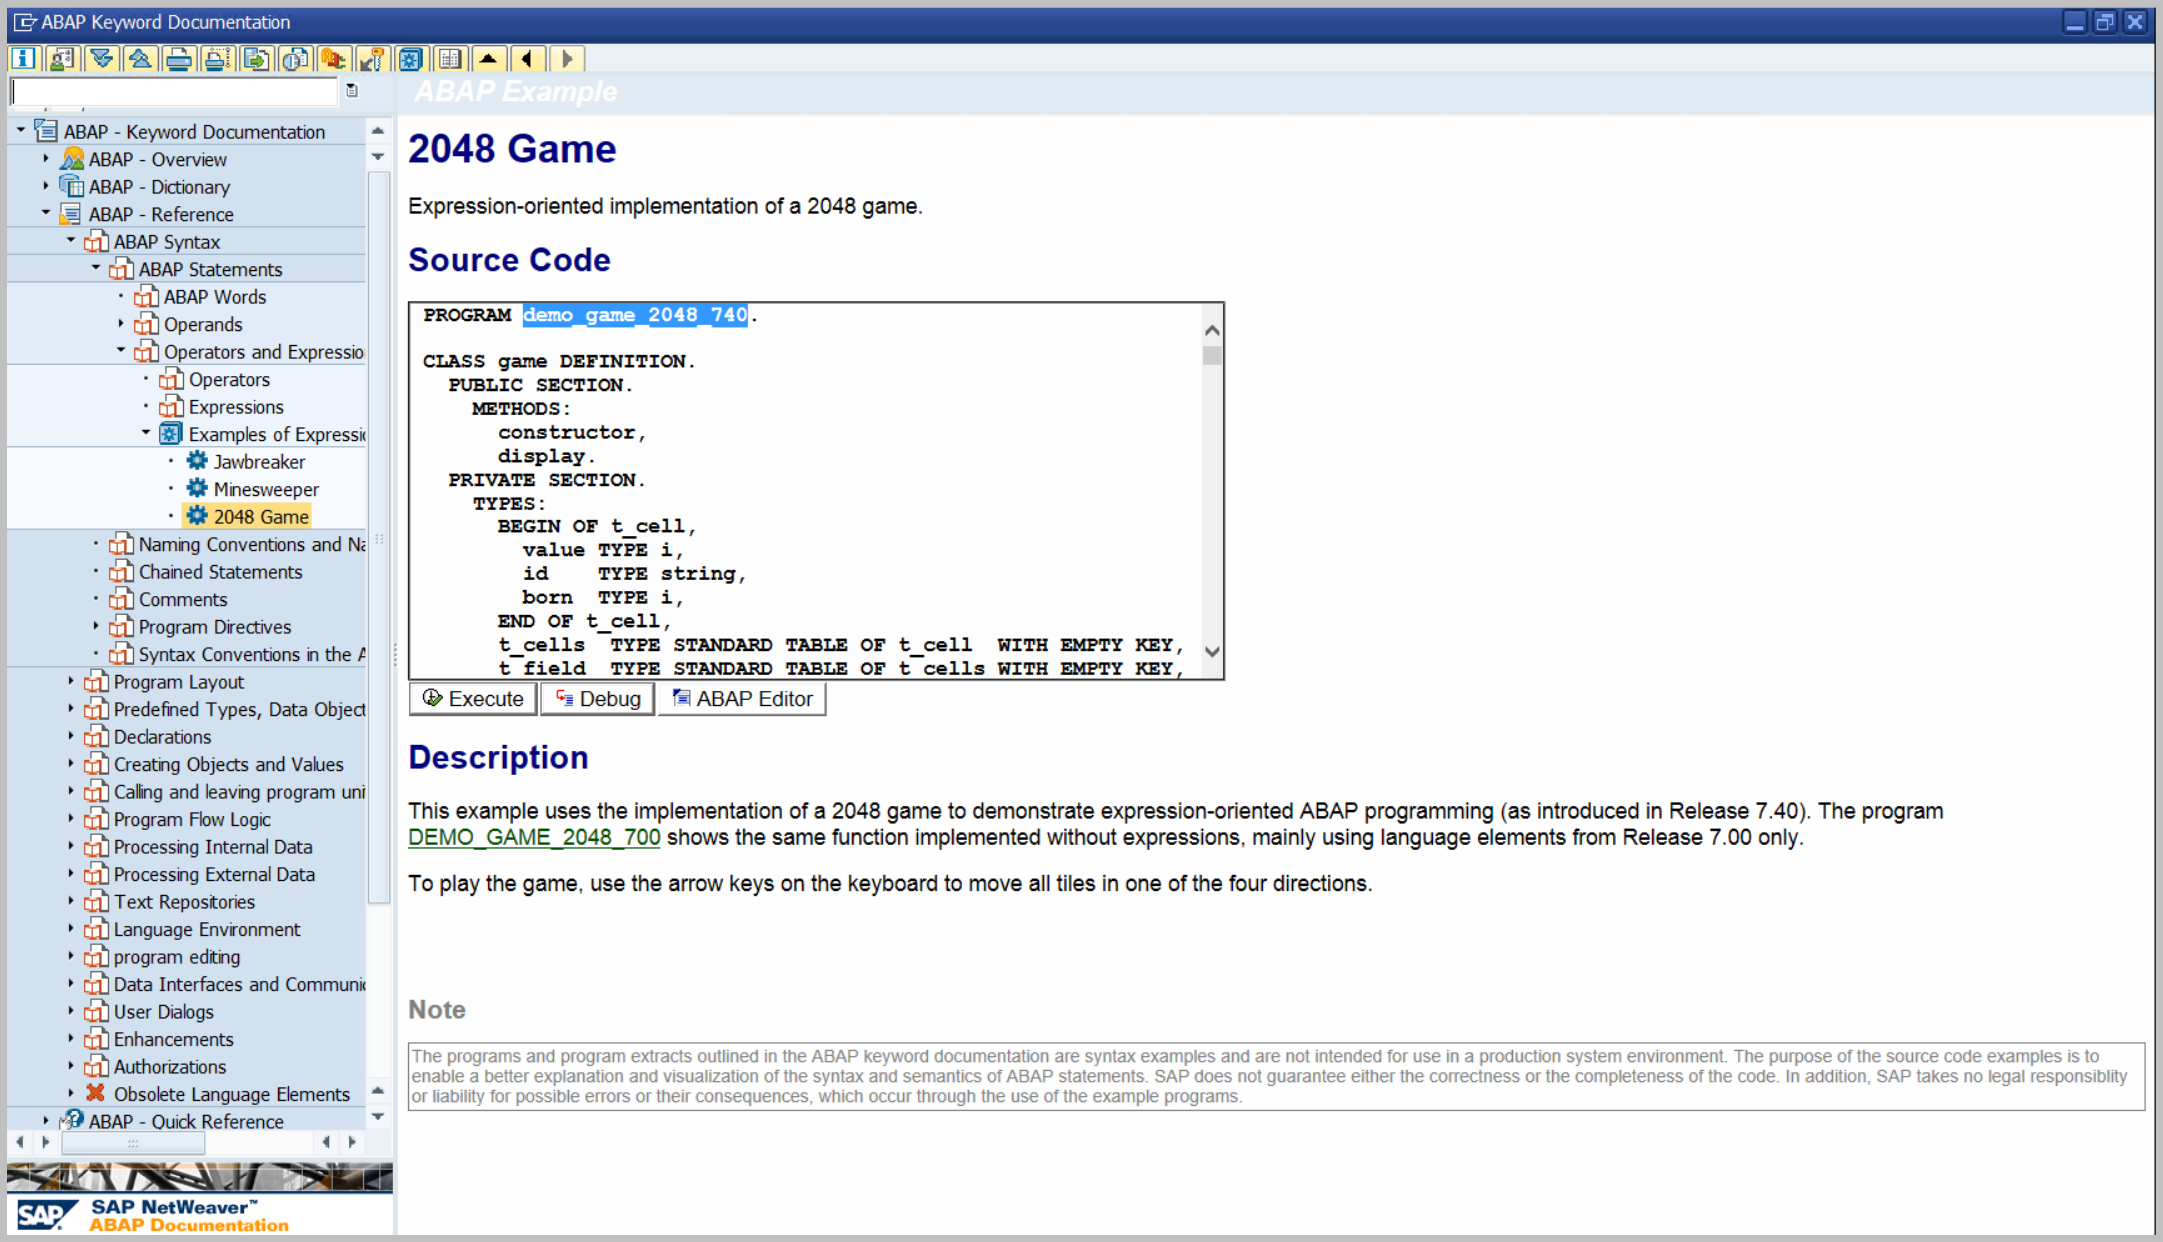 ABAP Keyword Documentation
ABAP Example
ABAP - Keyword Documentation
ABAP - Overview
ABAP - Dictionary
ABAP - Reference
ABAP Syntax
ABAP Statements
ABAP Words
Operands
Operators and Expressio
Operators
Expressions
Examples of Expressi
Jawbreaker
Minesweeper
2048 Game
Naming Conventions and Na
Chained Statements
Comments
Program Directives
Syntax Conventions in the A
Program Layout
Predefined Types, Data Object
Declarations
Creating Objects and Values
Calling and leaving program uni
Program Flow Logic
Processing Internal Data
Processing External Data
Text Repositories
Language Environment
program editing
Data Interfaces and Communi
User Dialogs
Enhancements
Authorizations
Obsolete Language Elements
ABAP - Quick Reference
SAP
SAP NetWeaver™
ABAP Documentation
2048 Game
Expression-oriented implementation of a 2048 game.
Source Code
PROGRAM demo_game_2048_740.
CLASS game DEFINITION.
PUBLIC SECTION.
METHODS:
constructor,
display.
PRIVATE SECTION.
TYPES:
BEGIN OF t_cell,
value TYPE i,
id TYPE string,
born TYPE i,
END OF t_cell,
t_cells TYPE STANDARD TABLE OF t_cell WITH EMPTY KEY,
t_field TYPE STANDARD TABLE OF t_cells WITH EMPTY KEY,
Execute Debug ABAP Editor
Description
This example uses the implementation of a 2048 game to demonstrate expression-oriented ABAP programming (as introduced in Release 7.40). The program
DEMO_GAME_2048_700 shows the same function implemented without expressions, mainly using language elements from Release 7.00 only.
To play the game, use the arrow keys on the keyboard to move all tiles in one of the four directions.
Note
The programs and program extracts outlined in the ABAP keyword documentation are syntax examples and are not intended for use in a production system environment. The purpose of the source code examples is to
enable a better explanation and visualization of the syntax and semantics of ABAP statements. SAP does not guarantee either the correctness or the completeness of the code. In addition, SAP takes no legal responsiblity
or liability for possible errors or their consequences, which occur through the use of the example programs.